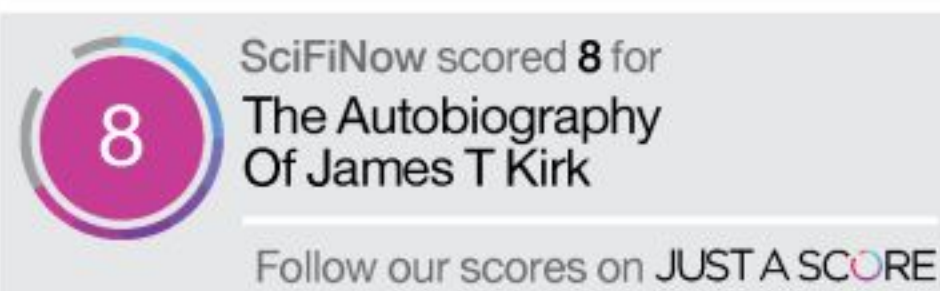 8
SciFiNow scored 8 for
The Autobiography
Of James T Kirk
Follow our scores on JUST A SCORE